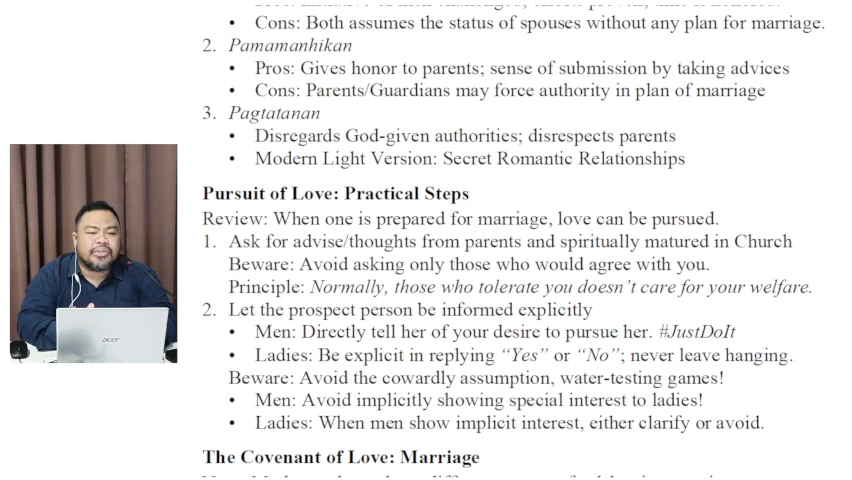 Cons: Both assumes the status of spouses without any plan for marriage.
2. Pamamanhikan
• Pros: Gives honor to parents; sense of submission by taking advices
• Cons: Parents/Guardians may force authority in plan of marriage
3. Pagtatanan
• Disregards God-given authorities; disrespects parents
• Modern Light Version: Secret Romantic Relationships
Pursuit of Love: Practical Steps
Review: When one is prepared for marriage, love can be pursued.
1. Ask for advise/thoughts from parents and spiritually matured in Church
Beware: Avoid asking only those who would agree with you.
Principle: Normally, those who tolerate you doesn’t care for your welfare.
2. Let the prospect person be informed explicitly
• Men: Directly tell her of your desire to pursue her. #JustDoIt
• Ladies: Be explicit in replying “Yes” or “No”; never leave hanging.
Beware: Avoid the cowardly assumption, water-testing games!
• Men: Avoid implicitly showing special interest to ladies!
• Ladies: When men show implicit interest, either clarify or avoid.
The Covenant of Love: Marriage
acer